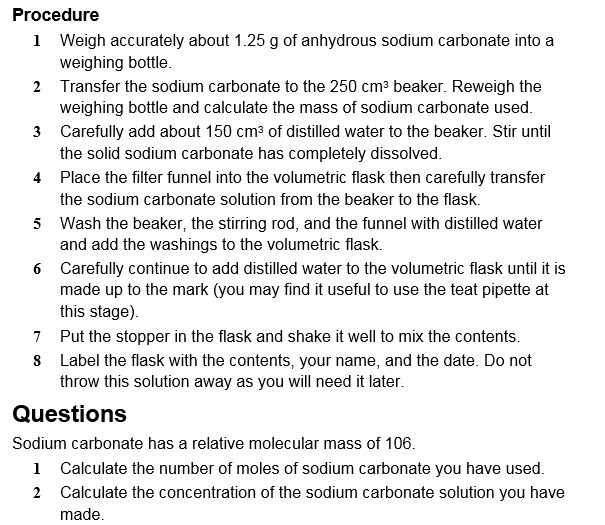 Procedure
1 Weigh accurately about 1.25 g of anhydrous sodium carbonate into a
weighing bottle.
2 Transfer the sodium carbonate to the 250 cm³ beaker. Reweigh the
weighing bottle and calculate the mass of sodium carbonate used.
3 Carefully add about 150 cm³ of distilled water to the beaker. Stir until
the solid sodium carbonate has completely dissolved.
4 Place the filter funnel into the volumetric flask then carefully transfer
the sodium carbonate solution from the beaker to the flask.
5 Wash the beaker, the stirring rod, and the funnel with distilled water
and add the washings to the volumetric flask.
6 Carefully continue to add distilled water to the volumetric flask until it is
made up to the mark (you may find it useful to use the teat pipette at
this stage).
7 Put the stopper in the flask and shake it well to mix the contents.
8 Label the flask with the contents, your name, and the date. Do not
throw this solution away as you will need it later.
Questions
Sodium carbonate has a relative molecular mass of 106.
1 Calculate the number of moles of sodium carbonate you have used.
2 Calculate the concentration of the sodium carbonate solution you have
made.